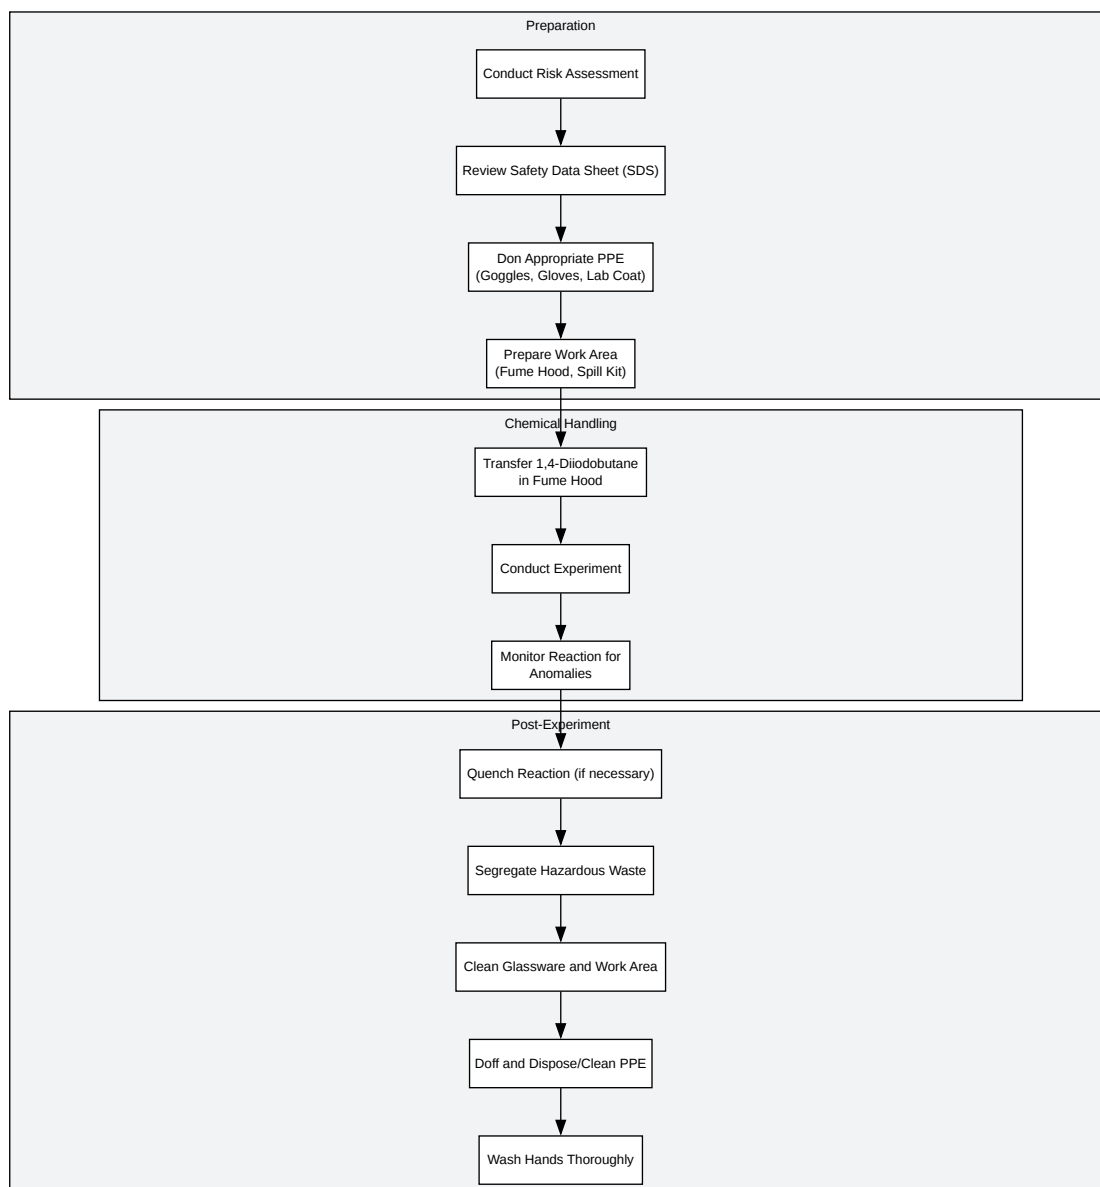 Preparation
Conduct Risk Assessment
Review Safety Data Sheet (SDS)
Don Appropriate PPE
(Goggles, Gloves, Lab Coat)
Prepare Work Area
(Fume Hood, Spill Kit)
Chemical Handling
Transfer 1,4-Diiodobutane
in Fume Hood
Conduct Experiment
Monitor Reaction for
Anomalies
Post-Experiment
Quench Reaction (if necessary)
Segregate Hazardous Waste
Clean Glassware and Work Area
Doff and Dispose/Clean PPE
Wash Hands Thoroughly